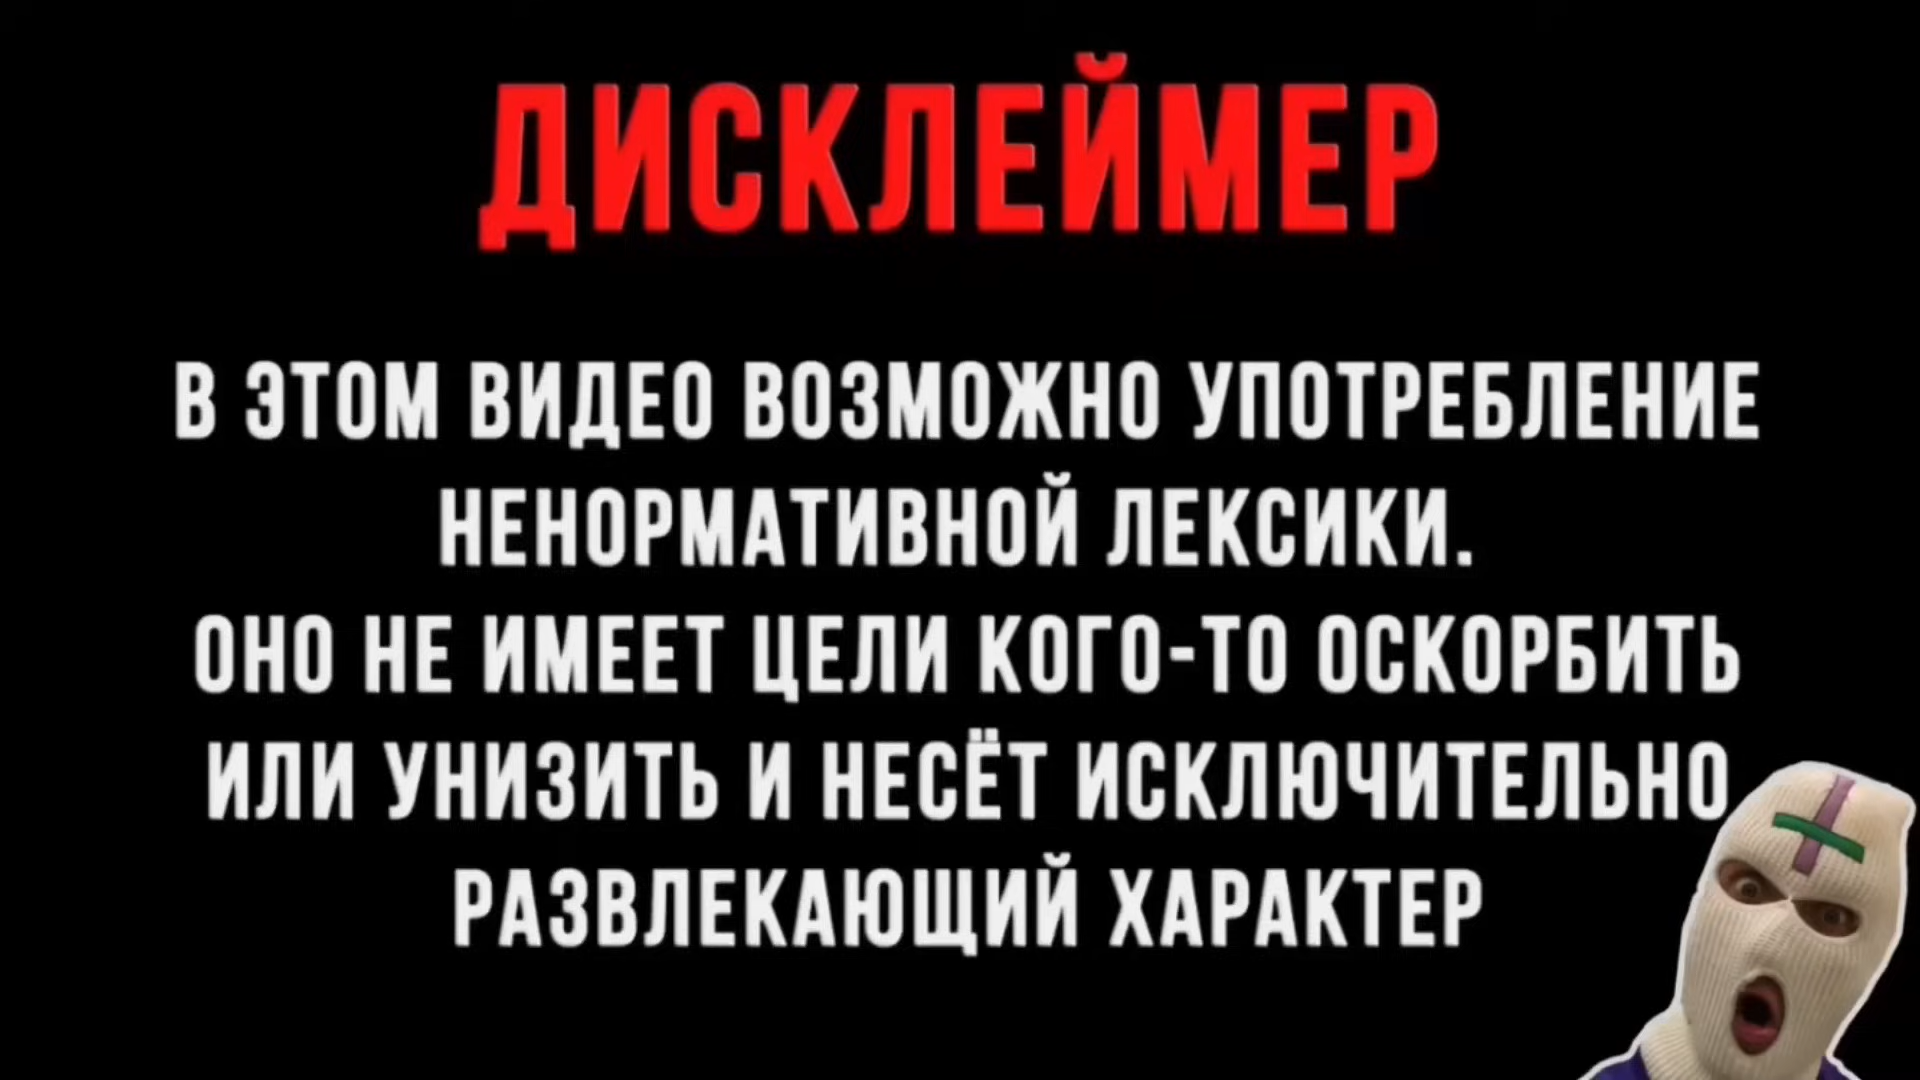 ДИСКЛЕЙМЕР
В ЭТОМ ВИДЕО ВОЗМОЖНО УПОТРЕБЛЕНИЕ
НЕНОРМАТИВНОЙ ЛЕКСИКИ.
ОНО НЕ ИМЕЕТ ЦЕЛИ КОГО-ТО ОСКОРБИТЬ
ИЛИ УНИЗИТЬ И НЕСЁТ ИСКЛЮЧИТЕЛЬНО
РАЗВЛЕКАЮЩИЙ ХАРАКТЕР